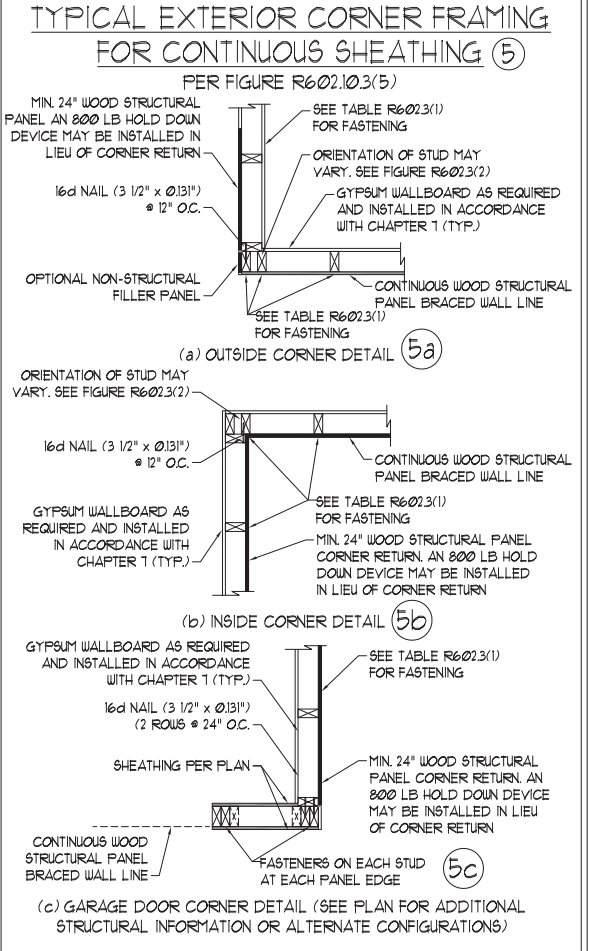 TYPICAL EXTERIOR CORNER FRAMING
FOR CONTINUOUS SHEATHING 5
PER FIGURE R602.10.3(5)
MIN. 24" WOOD STRUCTURAL
PANEL AN 800 LB HOLD DOWN
DEVICE MAY BE INSTALLED IN
LIEU OF CORNER RETURN
SEE TABLE R602.3(1)
FOR FASTENING
ORIENTATION OF STUD MAY
VARY. SEE FIGURE R602.3(2)
16d NAIL (3 1/2" x Ø.131")
@ 12" O.C.
GYPSUM WALLBOARD AS REQUIRED
AND INSTALLED IN ACCORDANCE
WITH CHAPTER 7 (TYP.)
OPTIONAL NON-STRUCTURAL
FILLER PANEL
CONTINUOUS WOOD STRUCTURAL
PANEL BRACED WALL LINE
SEE TABLE R602.3(1)
FOR FASTENING
(a) OUTSIDE CORNER DETAIL 5a
ORIENTATION OF STUD MAY
VARY. SEE FIGURE R602.3(2)
16d NAIL (3 1/2" x Ø.131")
@ 12" O.C.
CONTINUOUS WOOD STRUCTURAL
PANEL BRACED WALL LINE
GYPSUM WALLBOARD AS
REQUIRED AND INSTALLED
IN ACCORDANCE WITH
CHAPTER 7 (TYP.)
SEE TABLE R602.3(1)
FOR FASTENING
MIN. 24" WOOD STRUCTURAL PANEL
CORNER RETURN. AN 800 LB HOLD
DOWN DEVICE MAY BE INSTALLED
IN LIEU OF CORNER RETURN
(b) INSIDE CORNER DETAIL 5b
GYPSUM WALLBOARD AS REQUIRED
AND INSTALLED IN ACCORDANCE
WITH CHAPTER 7 (TYP.)
SEE TABLE R602.3(1)
FOR FASTENING
16d NAIL (3 1/2" x Ø.131")
(2 ROWS @ 24" O.C.
SHEATHING PER PLAN
MIN. 24" WOOD STRUCTURAL
PANEL CORNER RETURN. AN
800 LB HOLD DOWN DEVICE
MAY BE INSTALLED IN LIEU
OF CORNER RETURN
CONTINUOUS WOOD
STRUCTURAL PANEL
BRACED WALL LINE
FASTENERS ON EACH STUD
AT EACH PANEL EDGE
5c
(c) GARAGE DOOR CORNER DETAIL (SEE PLAN FOR ADDITIONAL
STRUCTURAL INFORMATION OR ALTERNATE CONFIGURATIONS)